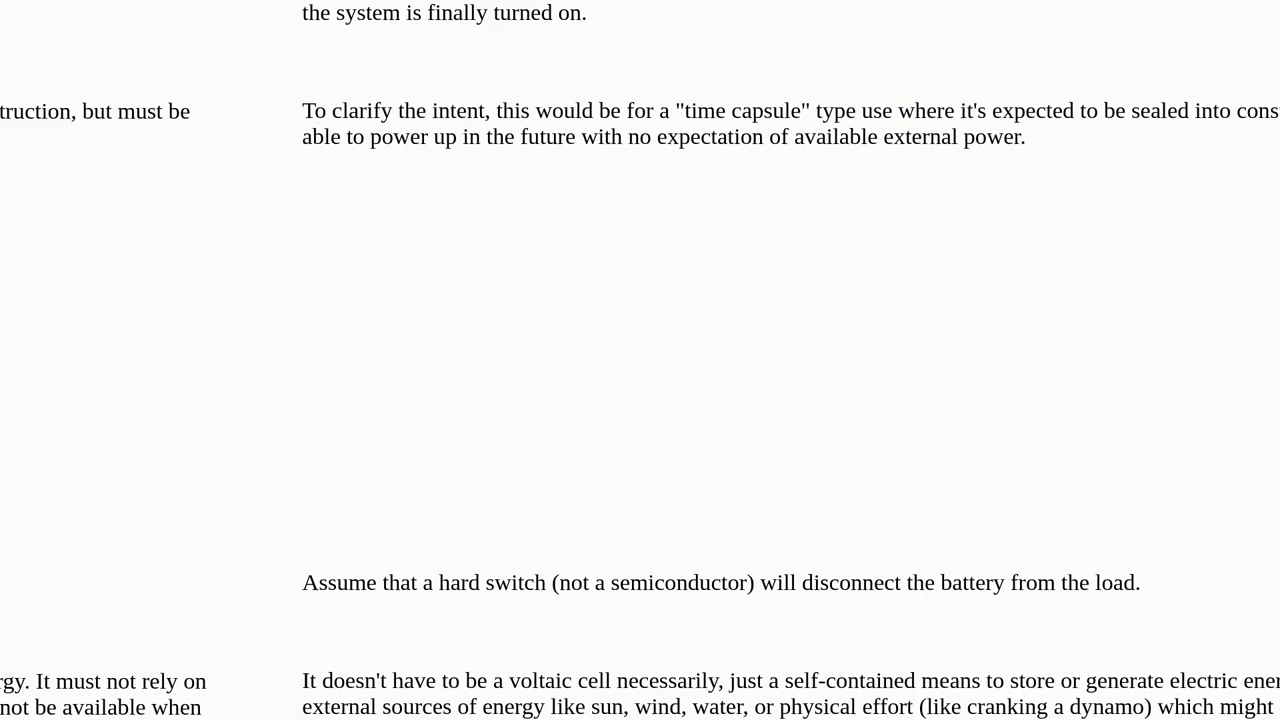 the system is finally turned on.
truction, but must be
To clarify the intent, this would be for a "time capsule" type use where it's expected to be sealed into cons
able to power up in the future with no expectation of available external power.
Assume that a hard switch (not a semiconductor) will disconnect the battery from the load.
rgy. It must not rely on
not be available when
It doesn't have to be a voltaic cell necessarily, just a self-contained means to store or generate electric ener
external sources of energy like sun, wind, water, or physical effort (like cranking a dynamo) which might